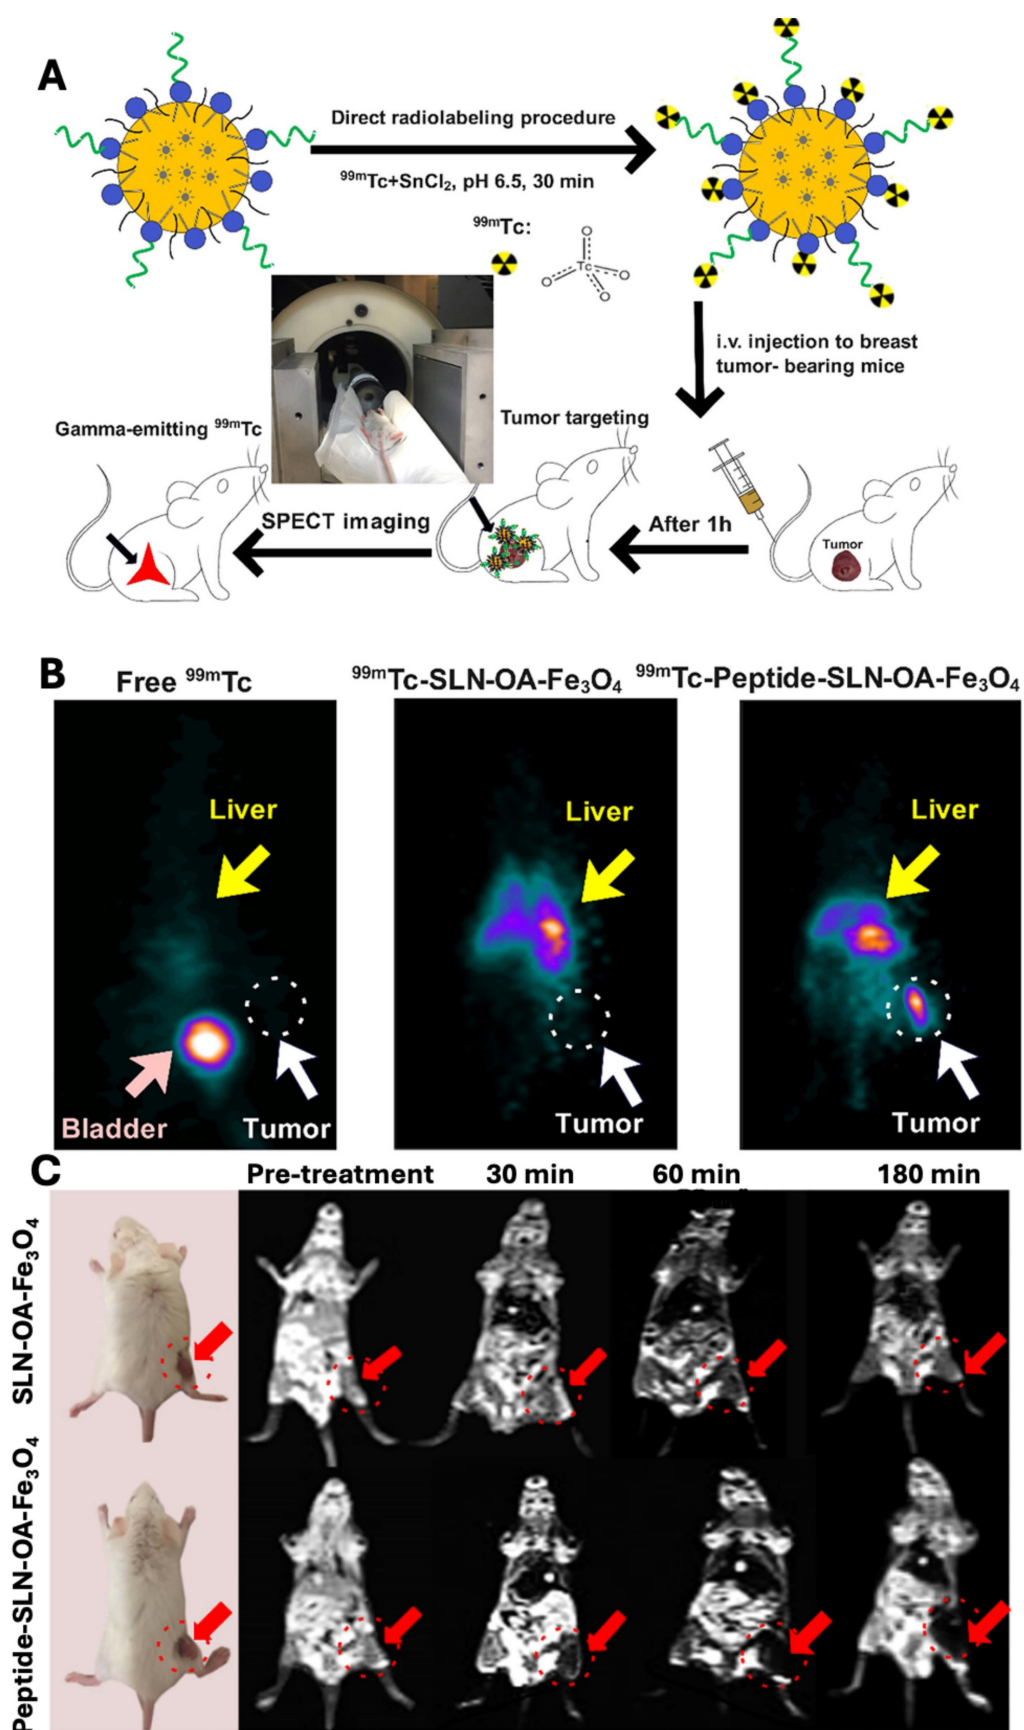 A
Direct radiolabeling procedure
⁹⁹ᵐTc+SnCl₂, pH 6.5, 30 min
⁹⁹ᵐTc:
O
O Tc O
O
i.v. injection to breast
tumor- bearing mice
Tumor targeting
Gamma-emitting ⁹⁹ᵐTc
SPECT imaging
After 1h
Tumor
B
Free ⁹⁹ᵐTc
⁹⁹ᵐTc-SLN-OA-Fe₃O₄
⁹⁹ᵐTc-Peptide-SLN-OA-Fe₃O₄
Liver
Liver
Liver
Bladder
Tumor
Tumor
Tumor
C
Pre-treatment
30 min
60 min
180 min
SLN-OA-Fe₃O₄
Peptide-SLN-OA-Fe₃O₄